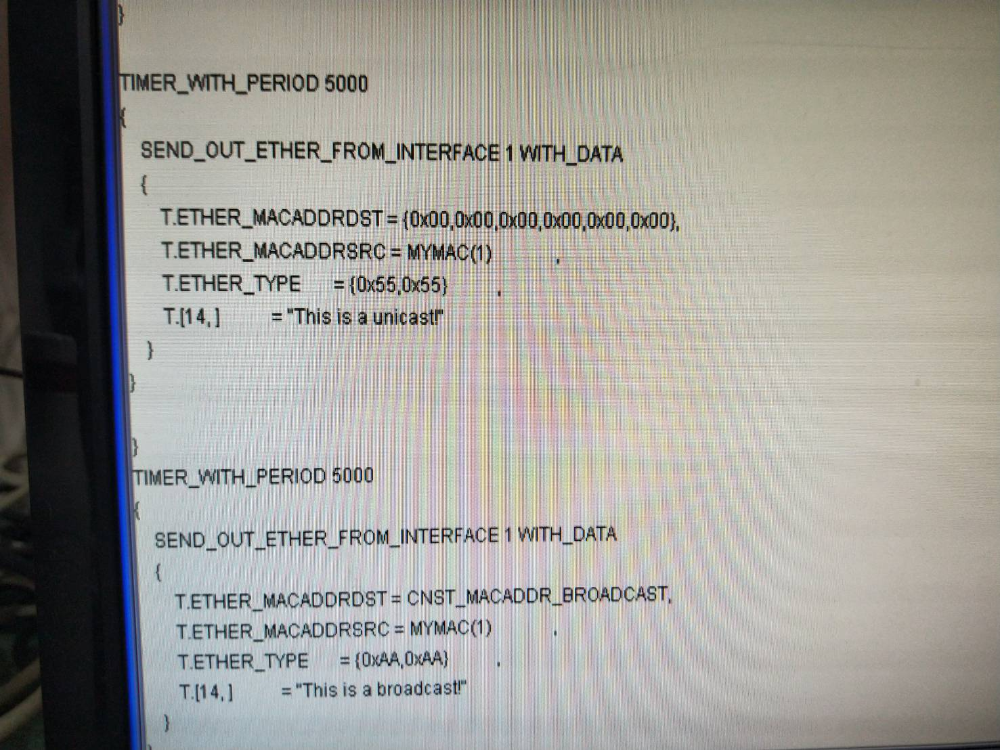 }
TIMER_WITH_PERIOD 5000
{
SEND_OUT_ETHER_FROM_INTERFACE 1 WITH_DATA
{
T.ETHER_MACADDRDST = {0x00,0x00,0x00,0x00,0x00,0x00},
T.ETHER_MACADDRSRC = MYMAC(1) ,
T.ETHER_TYPE = {0x55,0x55} ,
T.[14, ] = "This is a unicast!"
}
}
}
TIMER_WITH_PERIOD 5000
{
SEND_OUT_ETHER_FROM_INTERFACE 1 WITH_DATA
{
T.ETHER_MACADDRDST = CNST_MACADDR_BROADCAST,
T.ETHER_MACADDRSRC = MYMAC(1) ,
T.ETHER_TYPE = {0xAA,0xAA} ,
T.[14, ] = "This is a broadcast!"
}
}